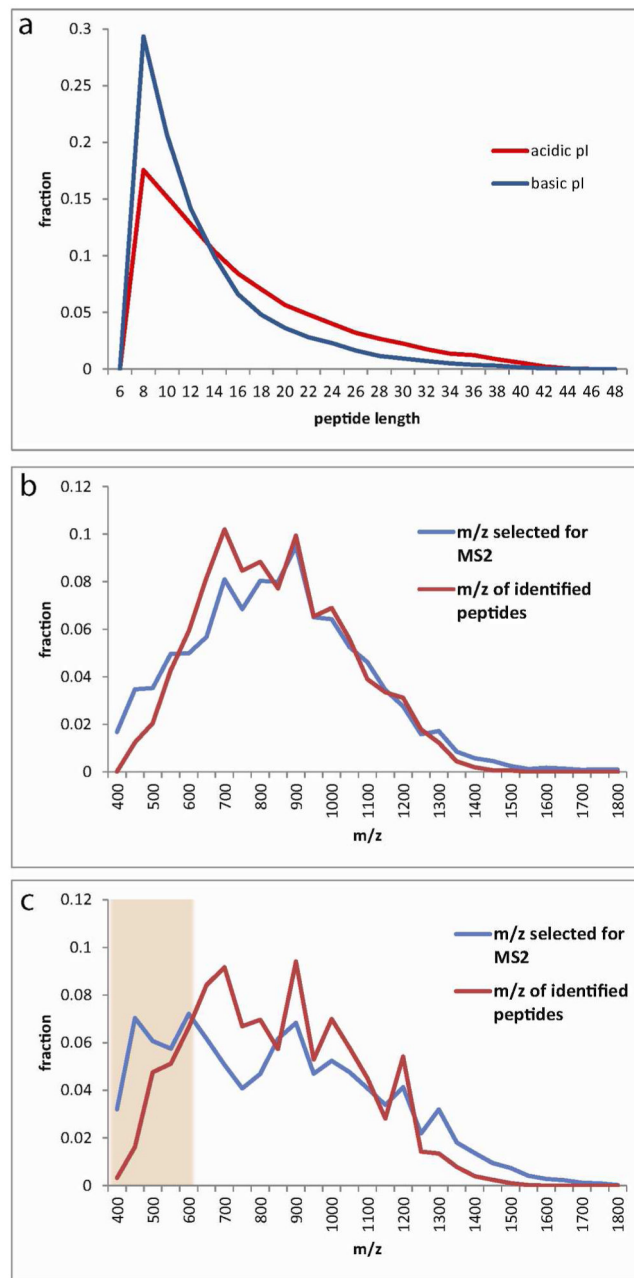 a
0.3
0.25
0.2
0.15
0.1
0.05
0
fraction
acidic pI
basic pI
6 8 10 12 14 16 18 20 22 24 26 28 30 32 34 36 38 40 42 44 46 48
peptide length
b
0.12
0.1
0.08
0.06
0.04
0.02
0
fraction
m/z selected for
MS2
m/z of identified
peptides
400 500 600 700 800 900 1000 1100 1200 1300 1400 1500 1600 1700 1800
m/z
c
0.12
0.1
0.08
0.06
0.04
0.02
0
fraction
m/z selected for
MS2
m/z of identified
peptides
400 500 600 700 800 900 1000 1100 1200 1300 1400 1500 1600 1700 1800
m/z